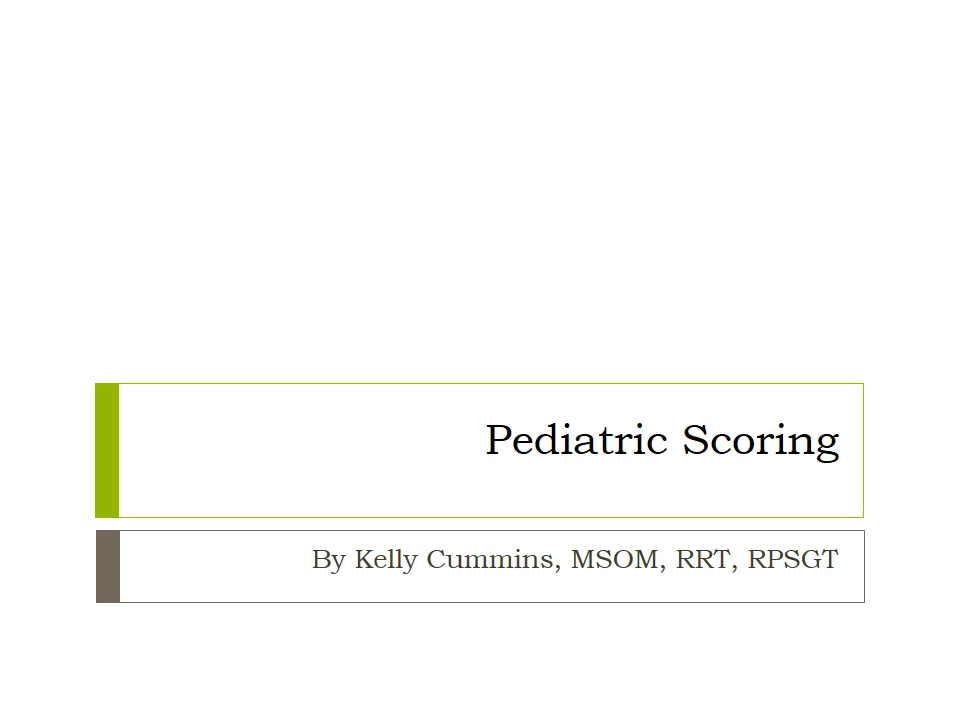 Pediatric Scoring
By Kelly Cummins, MSOM, RRT, RPSGT